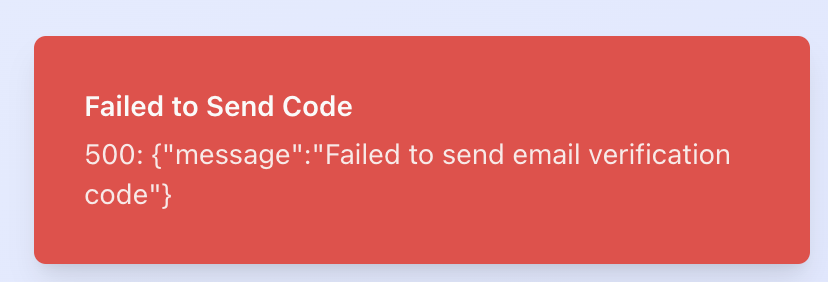 Failed to Send Code
500: {"message":"Failed to send email verification
code"}